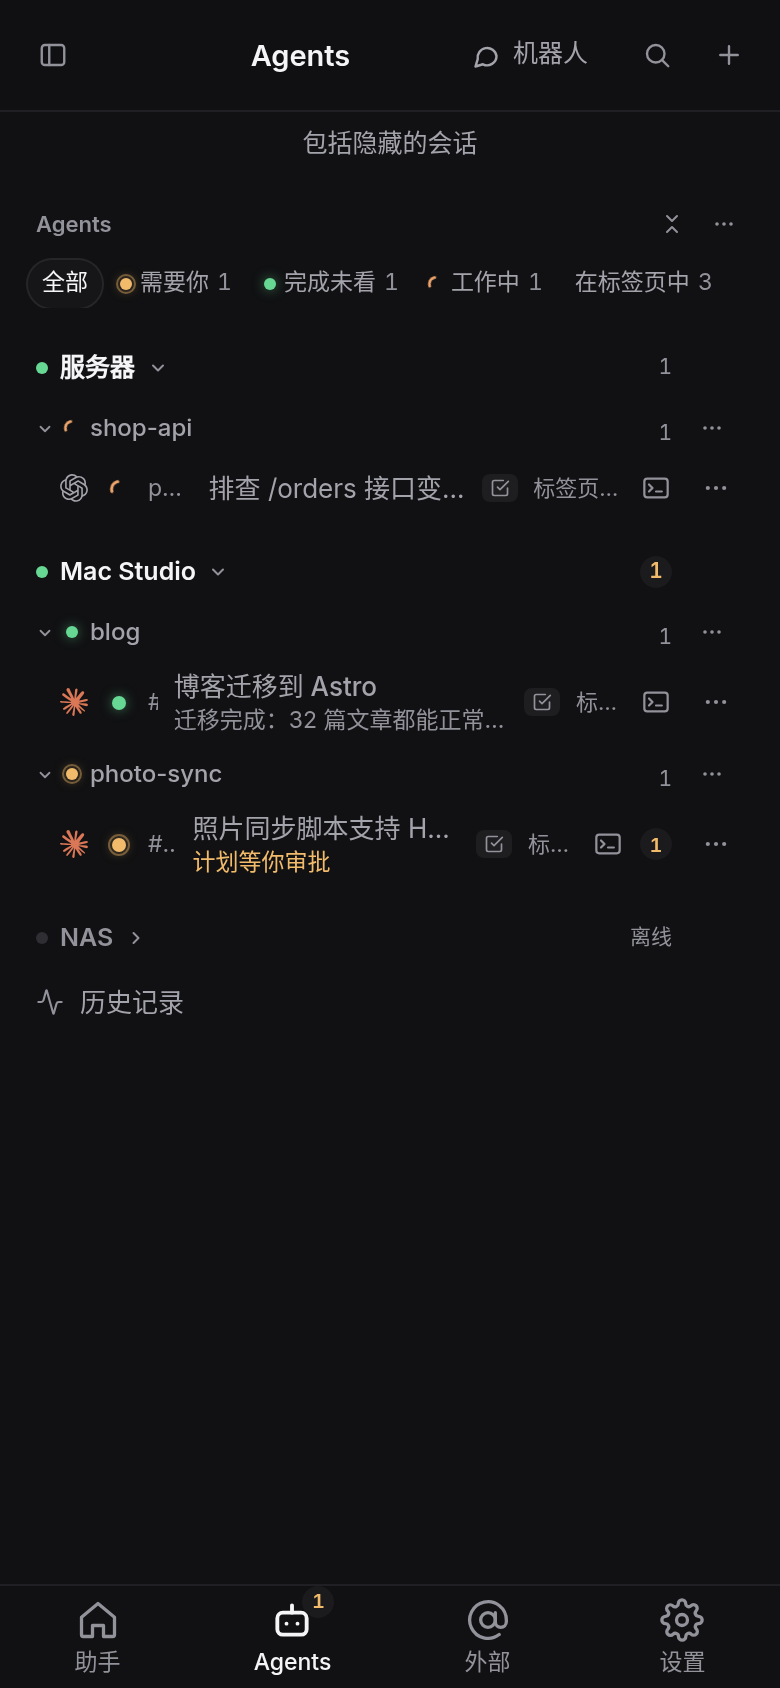 Agents
机器人
包括隐藏的会话
Agents
全部 需要你 1 完成未看 1 工作中 1 在标签页中 3
服务器 1
shop-api 1
p... 排查 /orders 接口变... 标签页...
Mac Studio 1
blog 1
# 博客迁移到 Astro 标...
迁移完成：32 篇文章都能正常...
photo-sync 1
#.. 照片同步脚本支持 H... 标... 1
计划等你审批
NAS 离线
历史记录
1
助手 Agents 外部 设置